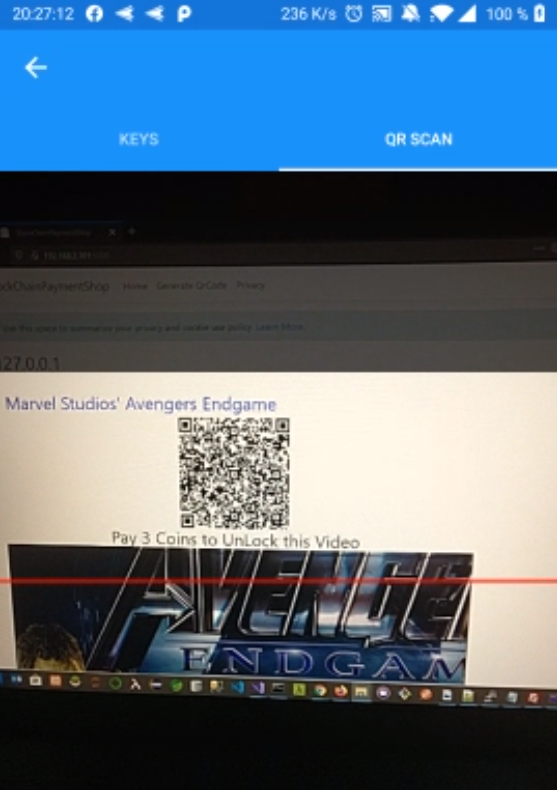 20:27:12 236 K/s 100 %
KEYS QR SCAN
ckChainPaymentShop Home Generate QrCode Privacy
use this space to summarize your privacy and cookie use policy. Learn More.
127.0.0.1
Marvel Studios' Avengers Endgame
Pay 3 Coins to UnLock this Video
AVENGE
ENDGAM